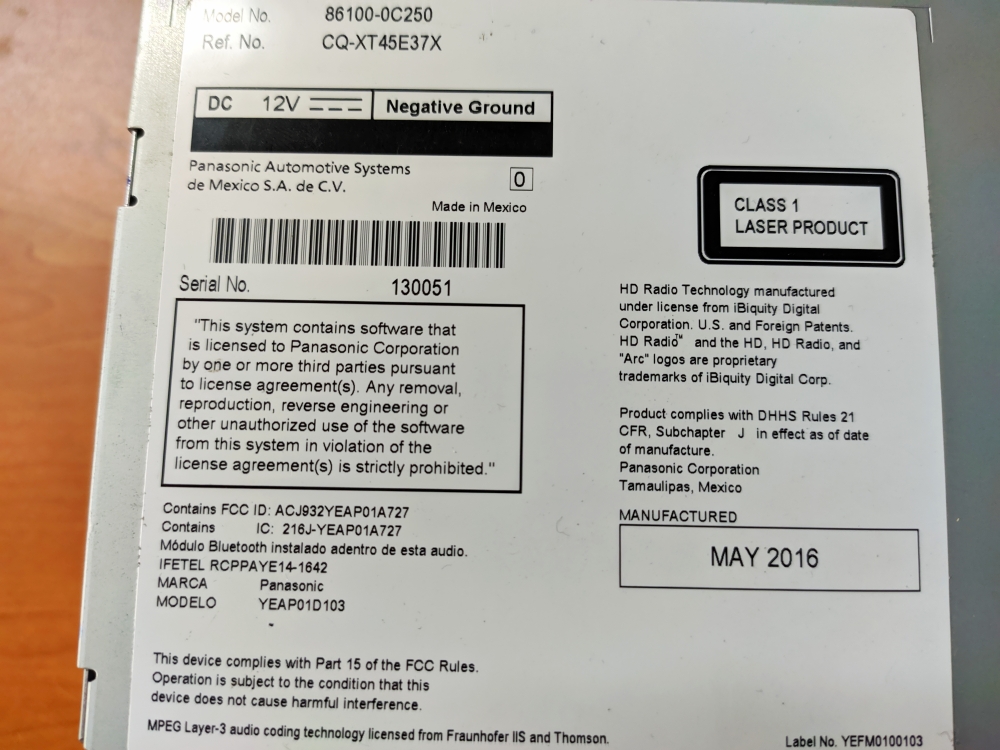 Model No. 86100-0C250
Ref. No. CQ-XT45E37X
DC 12V Negative Ground
Panasonic Automotive Systems
de Mexico S.A. de C.V.
0
Made in Mexico
Serial No. 130051
"This system contains software that
is licensed to Panasonic Corporation
by one or more third parties pursuant
to license agreement(s). Any removal,
reproduction, reverse engineering or
other unauthorized use of the software
from this system in violation of the
license agreement(s) is strictly prohibited."
Contains FCC ID: ACJ932YEAP01A727
Contains IC: 216J-YEAP01A727
Módulo Bluetooth instalado adentro de esta audio.
IFETEL RCPPAYE14-1642
MARCA Panasonic
MODELO YEAP01D103
This device complies with Part 15 of the FCC Rules.
Operation is subject to the condition that this
device does not cause harmful interference.
MPEG Layer-3 audio coding technology licensed from Fraunhofer IIS and Thomson.
CLASS 1
LASER PRODUCT
HD Radio Technology manufactured
under license from iBiquity Digital
Corporation. U.S. and Foreign Patents.
HD Radio™ and the HD, HD Radio, and
"Arc" logos are proprietary
trademarks of iBiquity Digital Corp.
Product complies with DHHS Rules 21
CFR, Subchapter J in effect as of date
of manufacture.
Panasonic Corporation
Tamaulipas, Mexico
MANUFACTURED
MAY 2016
Label No. YEFM0100103